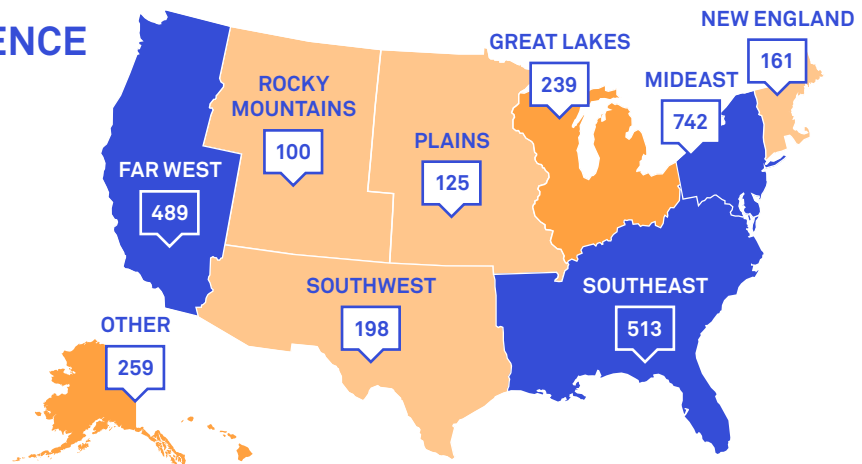 ENCE
NEW ENGLAND
161
GREAT LAKES
239
MIDEAST
742
ROCKY
MOUNTAINS
100
PLAINS
125
FAR WEST
489
SOUTHWEST
198
SOUTHEAST
513
OTHER
259